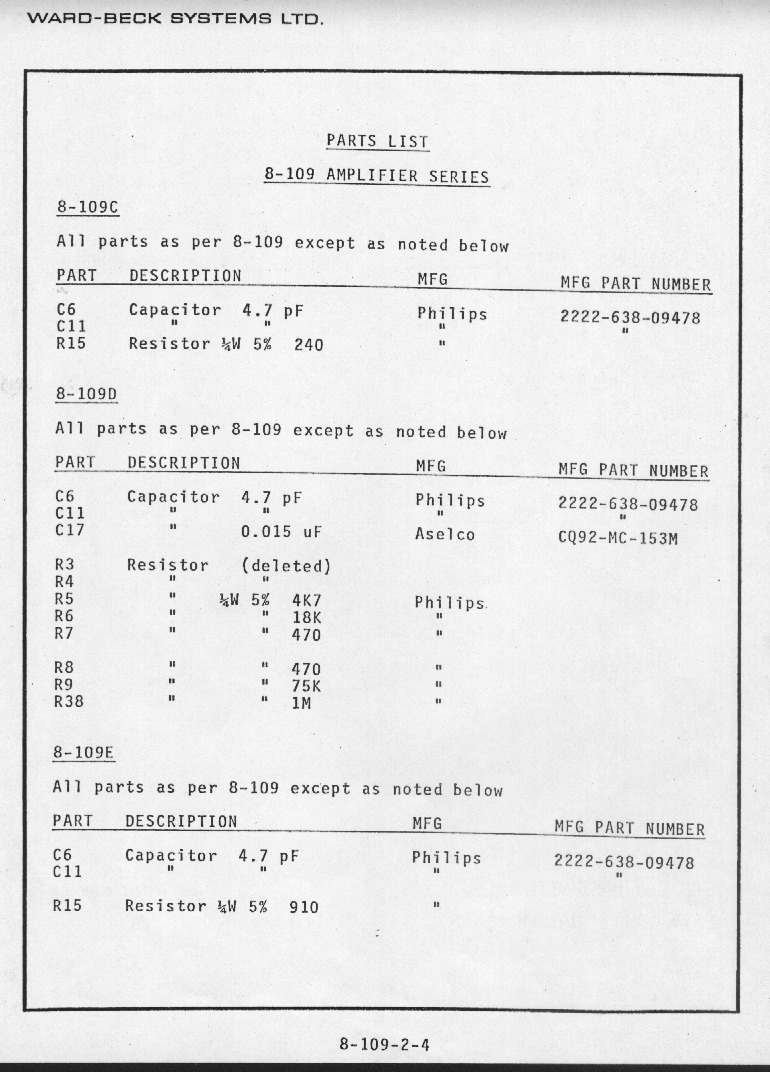 WARD-BECK SYSTEMS LTD.
PARTS LIST
8-109 AMPLIFIER SERIES
8-109C
All parts as per 8-109 except as noted below
PART DESCRIPTION MFG MFG PART NUMBER
C6 Capacitor 4.7 pF Philips 2222-638-09478
C11 " " " "
R15 Resistor ¼W 5% 240 "
8-109D
All parts as per 8-109 except as noted below
PART DESCRIPTION MFG MFG PART NUMBER
C6 Capacitor 4.7 pF Philips 2222-638-09478
C11 " " " "
C17 " 0.015 uF Aselco CQ92-MC-153M
R3 Resistor (deleted)
R4 " "
R5 " ¼W 5% 4K7 Philips
R6 " " 18K "
R7 " " 470 "
R8 " " 470 "
R9 " " 75K "
R38 " " 1M "
8-109E
All parts as per 8-109 except as noted below
PART DESCRIPTION MFG MFG PART NUMBER
C6 Capacitor 4.7 pF Philips 2222-638-09478
C11 " " " "
R15 Resistor ¼W 5% 910 "
8-109-2-4